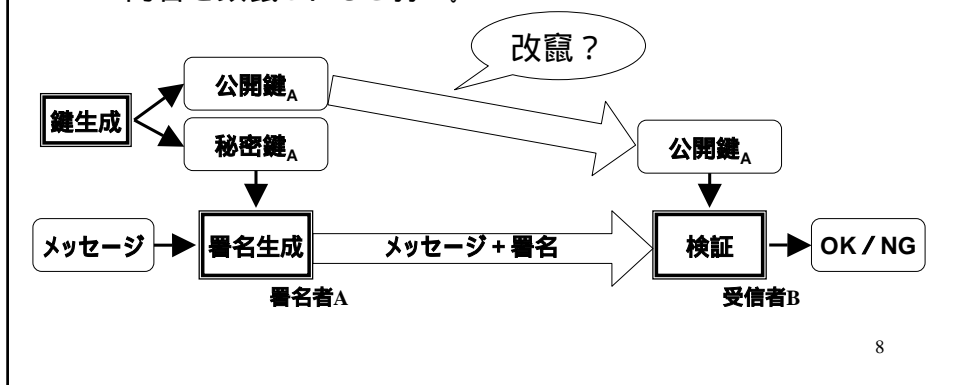 改竄？
公開鍵A
鍵生成
秘密鍵A
公開鍵A
メッセージ
署名生成
メッセージ＋署名
検証
OK／NG
署名者A
受信者B
8